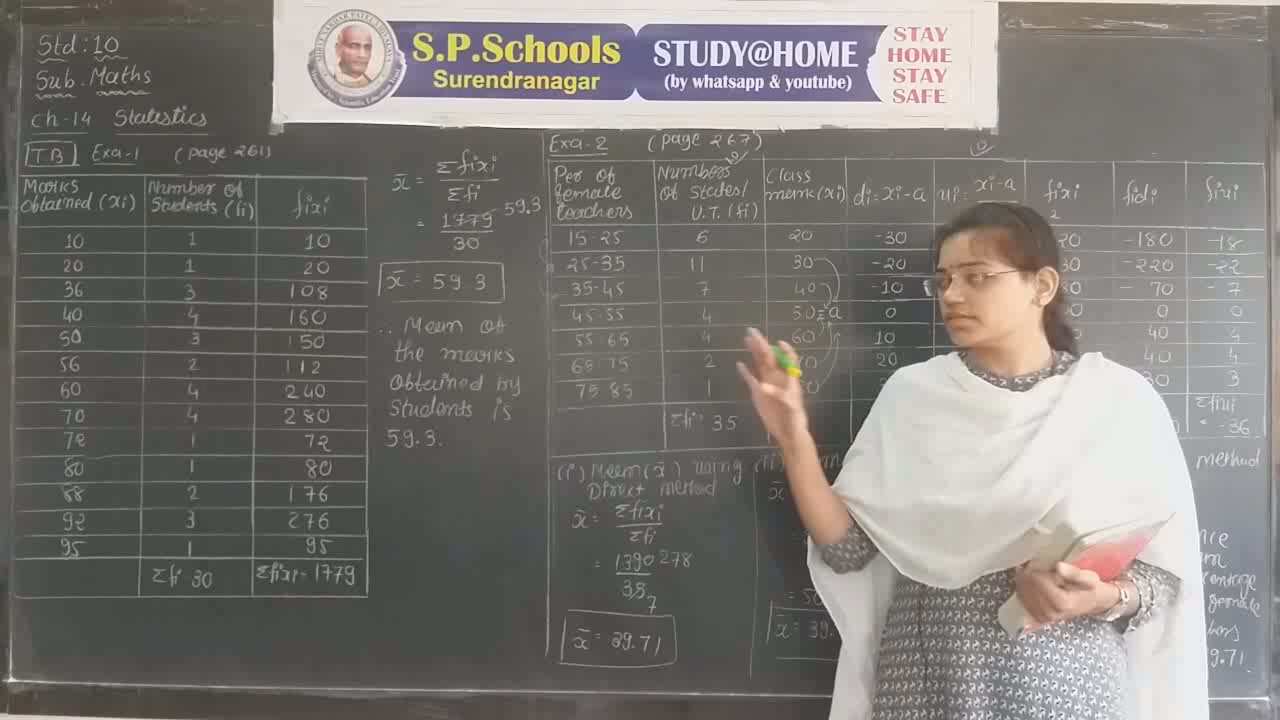 S.P.Schools
Surendranagar
STUDY@HOME
(by whatsapp & youtube)
STAY
HOME
STAY
SAFE
Std: 10
Sub. Maths
Ch-14 Statistics
TB Exa-1 (page 261)
Marks Obtained (xi) Number of Students (fi) fixi
10 1 10
20 1 20
36 3 108
40 4 160
50 3 150
56 2 112
60 4 240
70 4 280
72 1 72
80 1 80
88 2 176
92 3 276
95 1 95
Σfi 30 Σfixi = 1779
x̄ = Σfixi / Σfi
= 1779 / 30 59.3
x̄ = 59.3
∴ Mean of
the marks
obtained by
students is
59.3.
Exa-2 (page 267)
Per of female teachers Numbers of States/ U.T. (fi) Class mark (xi) di = xi-a ui = xi-a fixi fidi fiui
15-25 6 20 -30 -180 -18
25-35 11 30 -20 -220 -22
35-45 7 40 -10 -70 -7
45-55 4 50=a 0 0 0
55-65 4 60 10 40 4
65-75 2 20 40 4
75-85 1 30 3
Σfi = 35 Σfiui = -36
(i) Mean (x̄) using
Direct method
x̄ = Σfixi / Σfi
= 1390 278 / 35 7
x̄ = 39.71
(ii)
x̄
= 50
x̄ = 39.
method
female